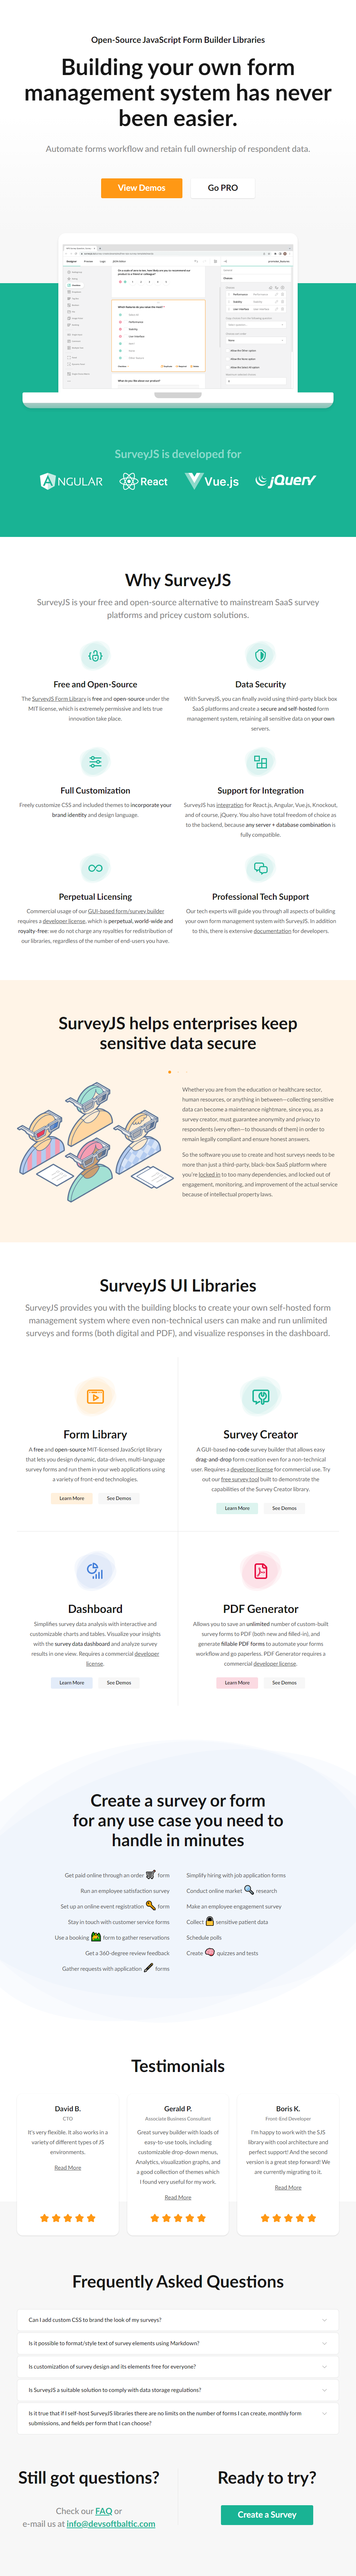 Open-Source JavaScript Form Builder Libraries
Building your own form
management system has never
been easier.
Automate forms workflow and retain full ownership of respondent data.
View Demos
Go PRO
SurveyJS is developed for
ANGULAR
React
Vue.js
jQuery
Why SurveyJS
SurveyJS is your free and open-source alternative to mainstream SaaS survey
platforms and pricey custom solutions.
Free and Open-Source
The SurveyJS Form Library is free and open-source under the
MIT license, which is extremely permissive and lets true
innovation take place.
Data Security
With SurveyJS, you can finally avoid using third-party black box
SaaS platforms and create a secure and self-hosted form
management system, retaining all sensitive data on your own
servers.
Full Customization
Freely customize CSS and included themes to incorporate your
brand identity and design language.
Support for Integration
SurveyJS has integration for React.js, Angular, Vue.js, Knockout,
and of course, jQuery. You also have total freedom of choice as
to the backend, because any server + database combination is
fully compatible.
Perpetual Licensing
Commercial usage of our GUI-based form/survey builder
requires a developer license, which is perpetual, world-wide and
royalty-free: we do not charge any royalties for redistribution of
our libraries, regardless of the number of end-users you have.
Professional Tech Support
Our tech experts will guide you through all aspects of building
your own form management system with SurveyJS. In addition
to this, there is extensive documentation for developers.
SurveyJS helps enterprises keep
sensitive data secure
Whether you are from the education or healthcare sector,
human resources, or anything in between—collecting sensitive
data can become a maintenance nightmare, since you, as a
survey creator, must guarantee anonymity and privacy to
respondents (very often—to thousands of them) in order to
remain legally compliant and ensure honest answers.
So the software you use to create and host surveys needs to be
more than just a third-party, black-box SaaS platform where
you're locked in to too many dependencies, and locked out of
engagement, monitoring, and improvement of the actual service
because of intellectual property laws.
SurveyJS UI Libraries
SurveyJS provides you with the building blocks to create your own self-hosted form
management system where even non-technical users can make and run unlimited
surveys and forms (both digital and PDF), and visualize responses in the dashboard.
Form Library
A free and open-source MIT-licensed JavaScript library
that lets you design dynamic, data-driven, multi-language
survey forms and run them in your web applications using
a variety of front-end technologies.
Learn More
See Demos
Survey Creator
A GUI-based no-code survey builder that allows easy
drag-and-drop form creation even for a non-technical
user. Requires a developer license for commercial use. Try
out our free survey tool built to demonstrate the
capabilities of the Survey Creator library.
Learn More
See Demos
Dashboard
Simplifies survey data analysis with interactive and
customizable charts and tables. Visualize your insights
with the survey data dashboard and analyze survey
results in one view. Requires a commercial developer
license.
Learn More
See Demos
PDF Generator
Allows you to save an unlimited number of custom-built
survey forms to PDF (both new and filled-in), and
generate fillable PDF forms to automate your forms
workflow and go paperless. PDF Generator requires a
commercial developer license.
Learn More
See Demos
Create a survey or form
for any use case you need to
handle in minutes
Get paid online through an order form
Run an employee satisfaction survey
Set up an online event registration form
Stay in touch with customer service forms
Use a booking form to gather reservations
Get a 360-degree review feedback
Gather requests with application forms
Simplify hiring with job application forms
Conduct online market research
Make an employee engagement survey
Collect sensitive patient data
Schedule polls
Create quizzes and tests
Testimonials
David B.
CTO
It's very flexible. It also works in a
variety of different types of JS
environments.
Read More
Gerald P.
Associate Business Consultant
Great survey builder with loads of
easy-to-use tools, including
customizable drop-down menus,
Analytics, visualization graphs, and
a good collection of themes which
I found very useful for my work.
Read More
Boris K.
Front-End Developer
I'm happy to work with the SJS
library with cool architecture and
perfect support! And the second
version is a great step forward! We
are currently migrating to it.
Read More
Frequently Asked Questions
Can I add custom CSS to brand the look of my surveys?
Is it possible to format/style text of survey elements using Markdown?
Is customization of survey design and its elements free for everyone?
Is SurveyJS a suitable solution to comply with data storage regulations?
Is it true that if I self-host SurveyJS libraries there are no limits on the number of forms I can create, monthly form
submissions, and fields per form that I can choose?
Still got questions?
Check our FAQ or
e-mail us at info@devsoftbaltic.com
Ready to try?
Create a Survey